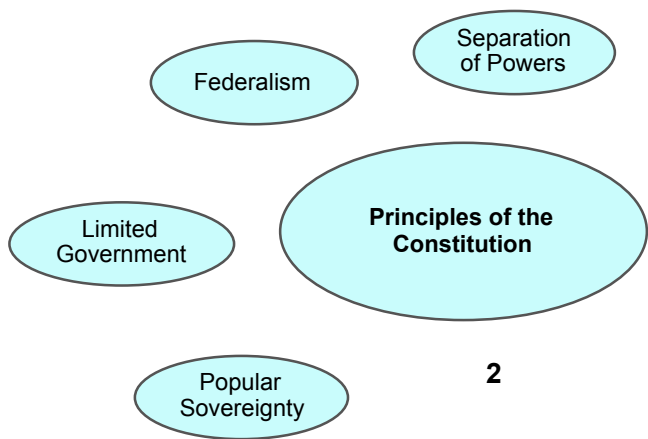 Separation
of Powers
Federalism
Principles of the
Constitution
Limited
Government
2
Popular
Sovereignty